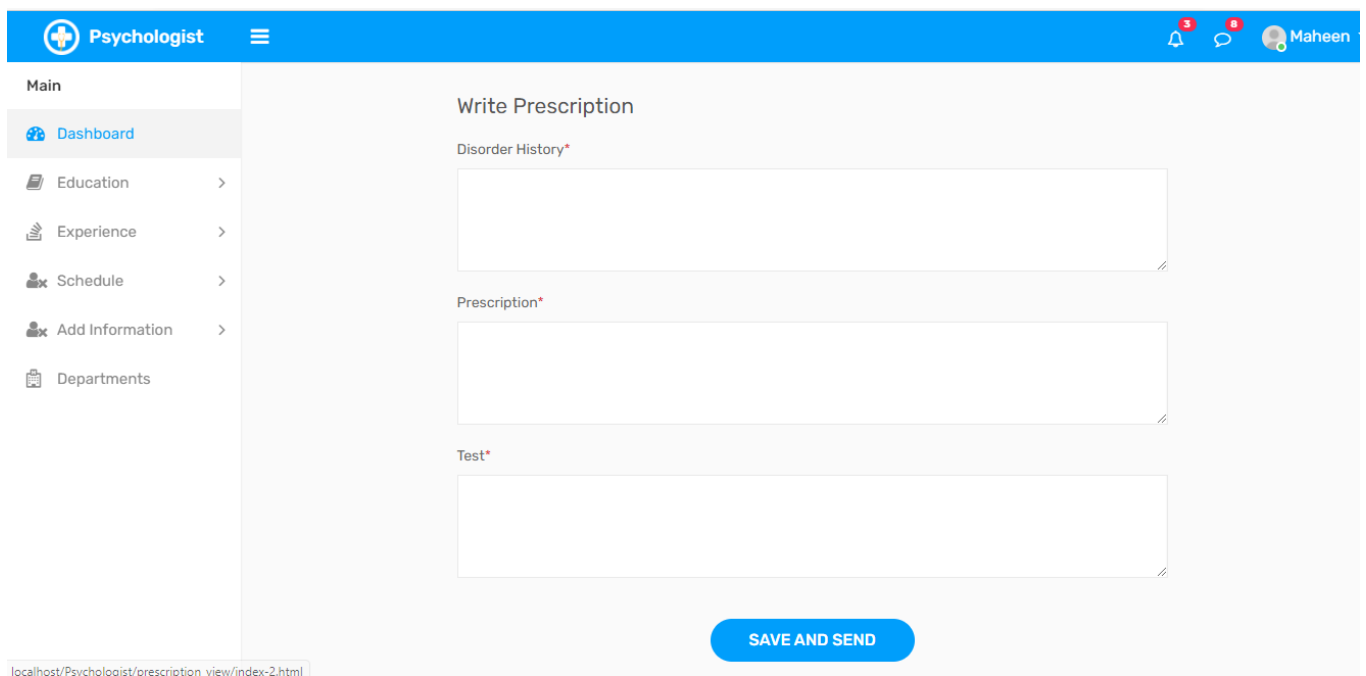 Psychologist
3
8
Maheen
Main
Dashboard
Education
Experience
Schedule
Add Information
Departments
Write Prescription
Disorder History*
Prescription*
Test*
SAVE AND SEND
localhost/Psychologist/prescription_view/index-2.html